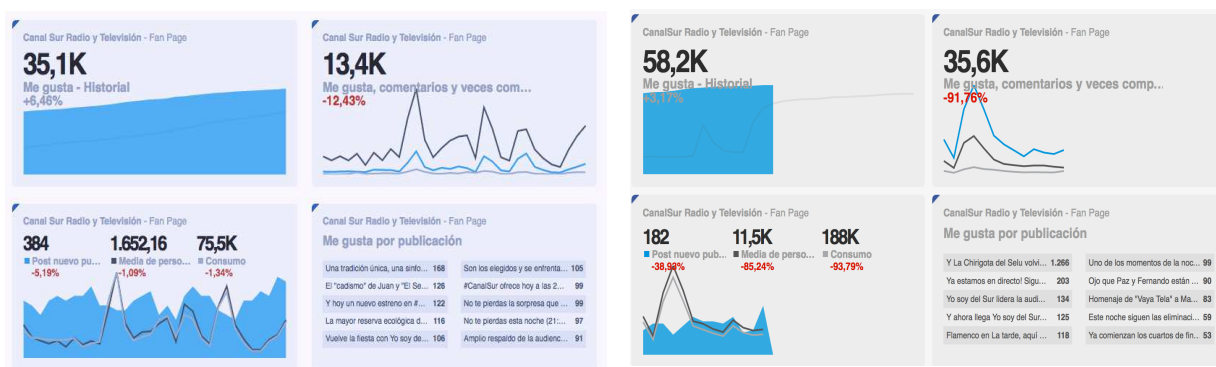 Canal Sur Radio y Televisión - Fan Page
35,1K
Me gusta - Historial
+6,46%
Canal Sur Radio y Televisión - Fan Page
13,4K
Me gusta, comentarios y veces com...
-12,43%
Canal Sur Radio y Televisión - Fan Page
384 1.652,16 75,5K
Post nuevo pu... Media de perso... Consumo
-5,19% -1,09% -1,34%
Canal Sur Radio y Televisión - Fan Page
Me gusta por publicación
Una tradición única, una sinfo... 168
El "cadismo" de Juan y "El Se... 126
Y hoy un nuevo estreno en #... 122
La mayor reserva ecológica d... 116
Vuelve la fiesta con Yo soy de... 106
Son los elegidos y se enfrenta... 105
#CanalSur ofrece hoy a las 2... 99
No te pierdas la sorpresa que ... 99
No te pierdas esta noche (21:... 97
Amplio respaldo de la audienc... 91
CanalSur Radio y Televisión - Fan Page
58,2K
Me gusta - Historial
+3,17%
CanalSur Radio y Televisión - Fan Page
35,6K
Me gusta, comentarios y veces comp...
-91,76%
CanalSur Radio y Televisión - Fan Page
182 11,5K 188K
Post nuevo pub... Media de perso... Consumo
-38,93% -85,24% -93,79%
CanalSur Radio y Televisión - Fan Page
Me gusta por publicación
Y La Chirigota del Selu volvi... 1.266
Ya estamos en directo! Sigu... 203
Yo soy del Sur lidera la audi... 134
Y ahora llega Yo soy del Sur... 125
Flamenco en La tarde, aquí ... 118
Uno de los momentos de la noc... 99
Ojo que Paz y Fernando están ... 90
Homenaje de "Vaya Tela" a Ma... 83
Este noche siguen las eliminaci... 59
Ya comienzan los cuartos de fin... 53